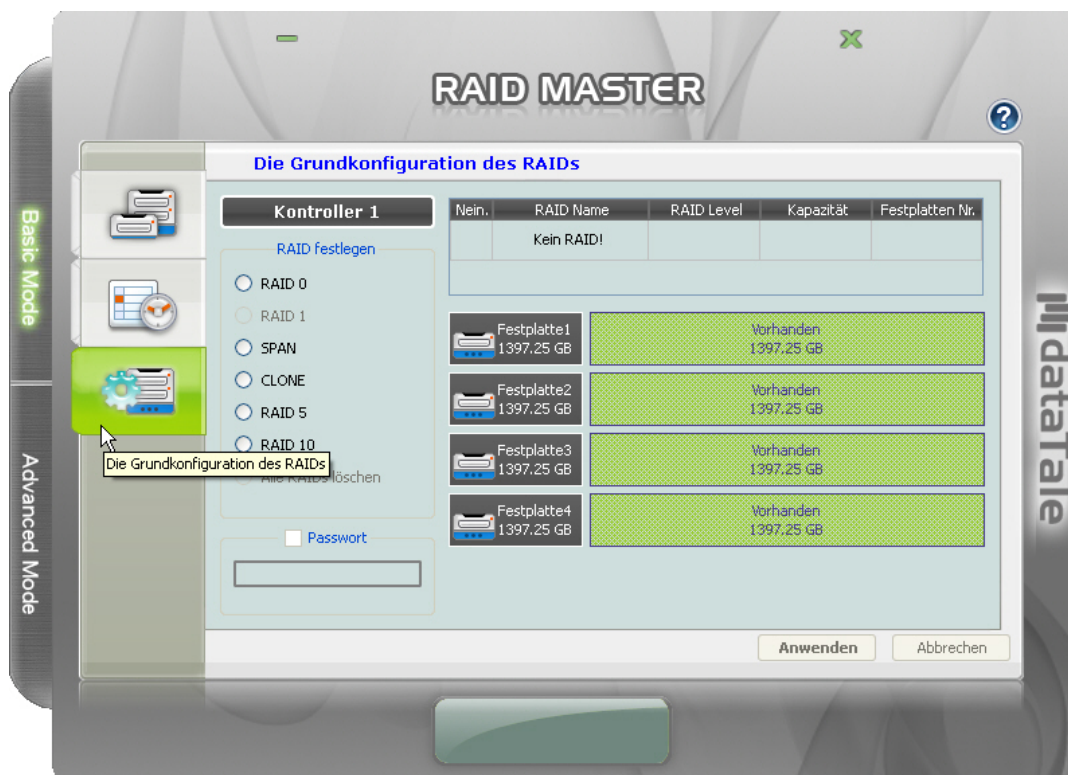 RAID MASTER
Basic Mode
Advanced Mode
Die Grundkonfiguration des RAIDs
Kontroller 1
RAID festlegen
RAID 0
RAID 1
SPAN
CLONE
RAID 5
RAID 10
Die Grundkonfiguration des RAIDs
Alle RAIDs löschen
Passwort
Nein. RAID Name RAID Level Kapazität Festplatten Nr.
Kein RAID!
Festplatte1
1397.25 GB
Vorhanden
1397.25 GB
Festplatte2
1397.25 GB
Vorhanden
1397.25 GB
Festplatte3
1397.25 GB
Vorhanden
1397.25 GB
Festplatte4
1397.25 GB
Vorhanden
1397.25 GB
Anwenden Abbrechen
dataTale